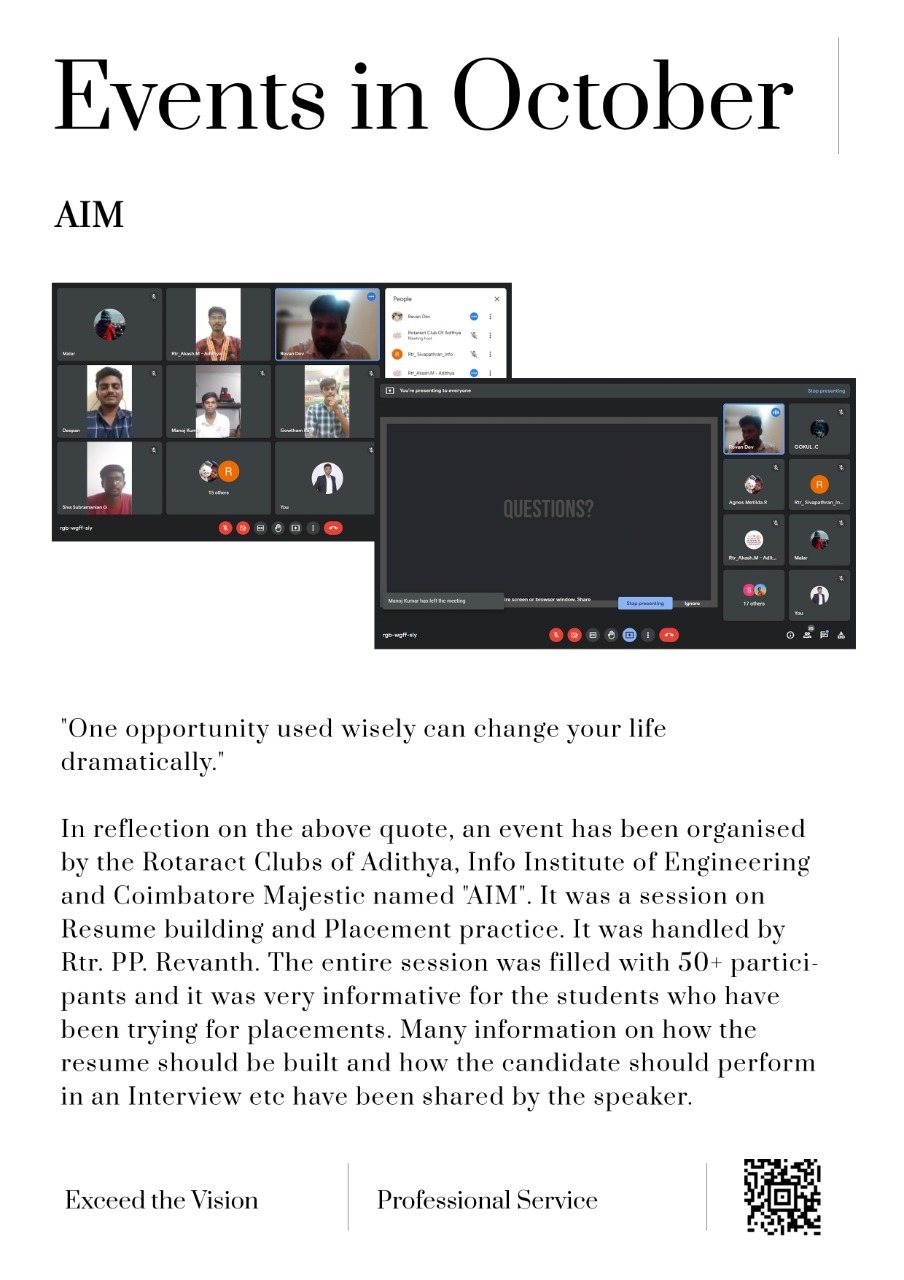 Events in October
AIM
Malar
Rtr_Akash.M - Adithya
Revan Dev
Deepan
Manoj Kumar
Gowtham
Siva Subramanian G
R
15 others
You
rgb-wgff-siy
People
Revan Dev
Rotaract Club Of Adithya
Meeting host
R
Rtr_Sivapathran_Info
Rtr_Akash.M - Adithya
You're presenting to everyone
Stop presenting
QUESTIONS?
Manoj Kumar has left the meeting
ire screen or browser window. Share
Stop presenting
Ignore
rgb-wgff-siy
Revan Dev
GOKUL .C
Agnes Metilda.R
R
Rtr_ Sivapathran_In...
Rtr_Akash.M - Adit...
Malar
S
17 others
You
"One opportunity used wisely can change your life
dramatically."
In reflection on the above quote, an event has been organised
by the Rotaract Clubs of Adithya, Info Institute of Engineering
and Coimbatore Majestic named "AIM". It was a session on
Resume building and Placement practice. It was handled by
Rtr. PP. Revanth. The entire session was filled with 50+ partici-
pants and it was very informative for the students who have
been trying for placements. Many information on how the
resume should be built and how the candidate should perform
in an Interview etc have been shared by the speaker.
Exceed the Vision
Professional Service